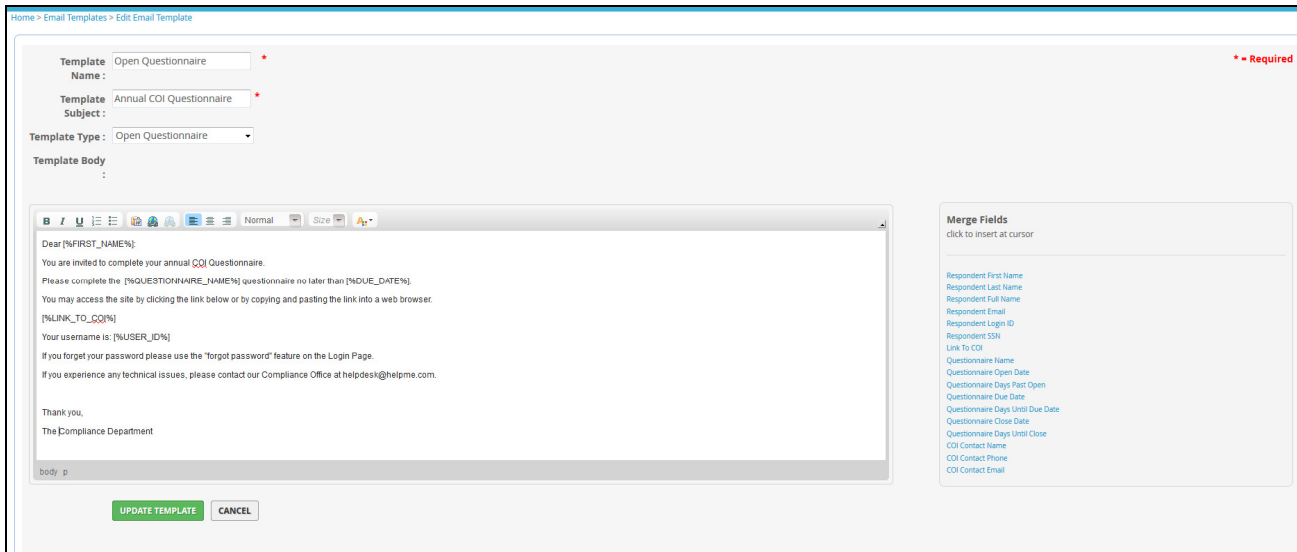 Home > Email Templates > Edit Email Template
* = Required
Template Name : Open Questionnaire *
Template Subject : Annual COI Questionnaire *
Template Type : Open Questionnaire
Template Body :
B I U Normal Size A
Dear [%FIRST_NAME%]:
You are invited to complete your annual COI Questionnaire.
Please complete the [%QUESTIONNAIRE_NAME%] questionnaire no later than [%DUE_DATE%].
You may access the site by clicking the link below or by copying and pasting the link into a web browser.
[%LINK_TO_COI%]
Your username is: [%USER_ID%]
If you forget your password please use the "forgot password" feature on the Login Page.
If you experience any technical issues, please contact our Compliance Office at helpdesk@helpme.com.
Thank you,
The Compliance Department
body p
Merge Fields
click to insert at cursor
Respondent First Name
Respondent Last Name
Respondent Full Name
Respondent Email
Respondent Login ID
Respondent SSN
Link To COI
Questionnaire Name
Questionnaire Open Date
Questionnaire Days Past Open
Questionnaire Due Date
Questionnaire Days Until Due Date
Questionnaire Close Date
Questionnaire Days Until Close
COI Contact Name
COI Contact Phone
COI Contact Email
UPDATE TEMPLATE CANCEL